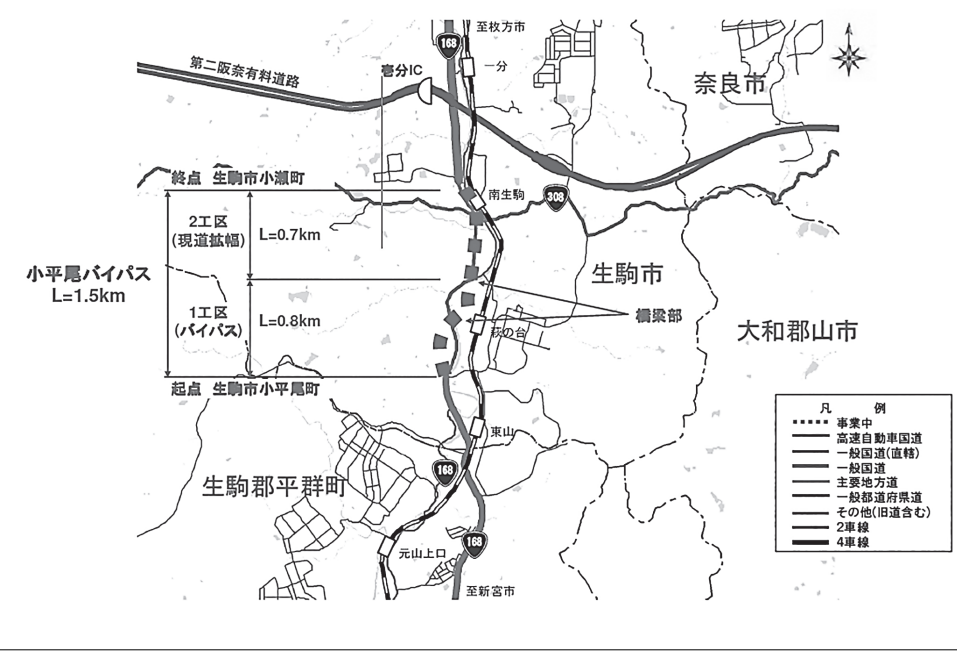 至枚方市
168
一分
第二阪奈有料道路
壱分IC
奈良市
終点 生駒市小瀬町
南生駒
308
2工区
(現道拡幅)
L=0.7km
小平尾バイパス
L=1.5km
生駒市
1工区
(バイパス)
L=0.8km
橋梁部
萩の台
大和郡山市
起点 生駒市小平尾町
東山
168
生駒郡平群町
元山上口
168
至新宮市
凡 例
事業中
高速自動車国道
一般国道(直轄)
一般国道
主要地方道
一般都道府県道
その他(旧道含む)
2車線
4車線